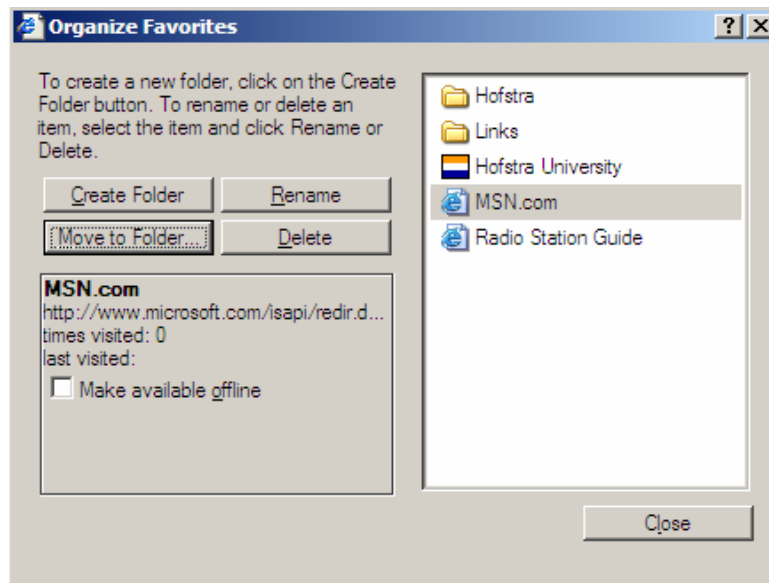 Organize Favorites
To create a new folder, click on the Create
Folder button. To rename or delete an
item, select the item and click Rename or
Delete.
Create Folder
Rename
Move to Folder...
Delete
MSN.com
http://www.microsoft.com/isapi/redir.d...
times visited: 0
last visited:
Make available offline
Hofstra
Links
Hofstra University
MSN.com
Radio Station Guide
Close